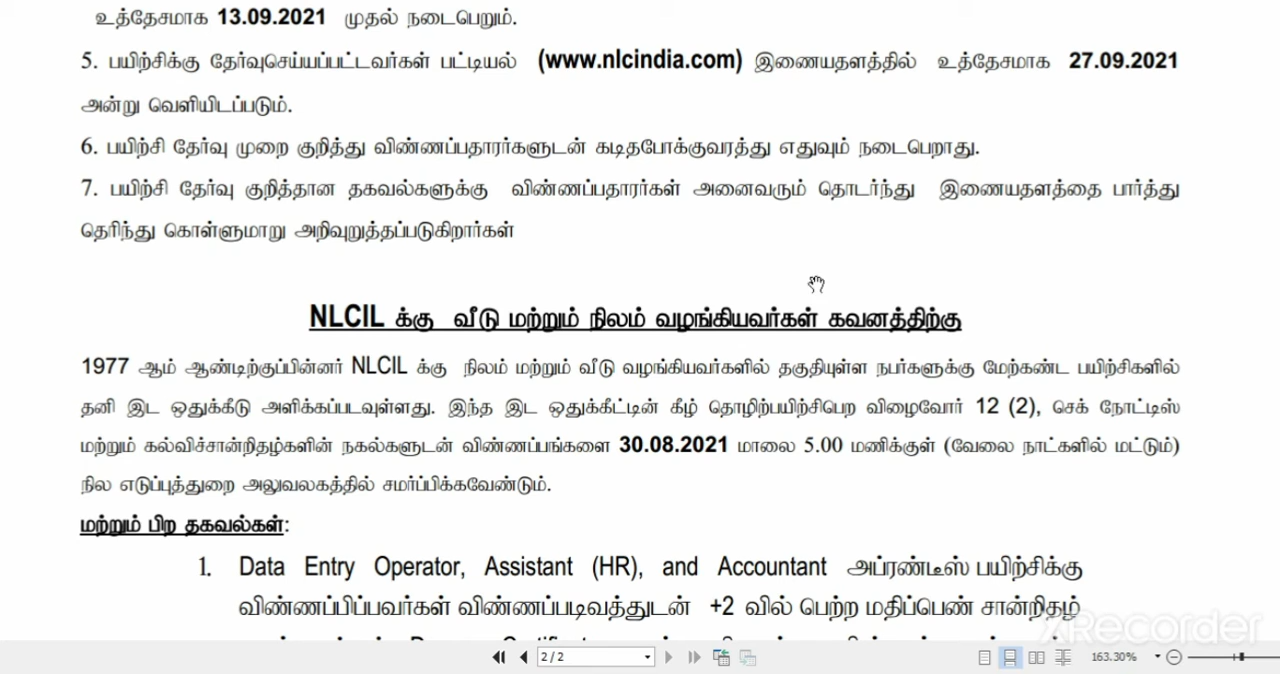 உத்தேசமாக 13.09.2021 முதல் நடைபெறும்.
5. பயிற்சிக்கு தேர்வுசெய்யப்பட்டவர்கள் பட்டியல் (www.nlcindia.com) இணையதளத்தில் உத்தேசமாக 27.09.2021
அன்று வெளியிடப்படும்.
6. பயிற்சி தேர்வு முறை குறித்து விண்ணப்பதாரர்களுடன் கடிதபோக்குவரத்து எதுவும் நடைபெறாது.
7. பயிற்சி தேர்வு குறித்தான தகவல்களுக்கு விண்ணப்பதாரர்கள் அனைவரும் தொடர்ந்து இணையதளத்தை பார்த்து
தெரிந்து கொள்ளுமாறு அறிவுறுத்தப்படுகிறார்கள்
NLCIL க்கு வீடு மற்றும் நிலம் வழங்கியவர்கள் கவனத்திற்கு
1977 ஆம் ஆண்டிற்குப்பின்னர் NLCIL க்கு நிலம் மற்றும் வீடு வழங்கியவர்களில் தகுதியுள்ள நபர்களுக்கு மேற்கண்ட பயிற்சிகளில்
தனி இட ஒதுக்கீடு அளிக்கப்படவுள்ளது. இந்த இட ஒதுக்கீட்டின் கீழ் தொழிற்பயிற்சிபெற விழைவோர் 12 (2), செக் நோட்டிஸ்
மற்றும் கல்விச்சான்றிதழ்களின் நகல்களுடன் விண்ணப்பங்களை 30.08.2021 மாலை 5.00 மணிக்குள் (வேலை நாட்களில் மட்டும்)
நில எடுப்புத்துறை அலுவலகத்தில் சமர்ப்பிக்கவேண்டும்.
மற்றும் பிற தகவல்கள்:
1. Data Entry Operator, Assistant (HR), and Accountant அப்ரண்டீஸ் பயிற்சிக்கு
விண்ணப்பிப்பவர்கள் விண்ணப்படிவத்துடன் +2 வில் பெற்ற மதிப்பெண் சான்றிதழ்
XRecorder
2 / 2
163.30%